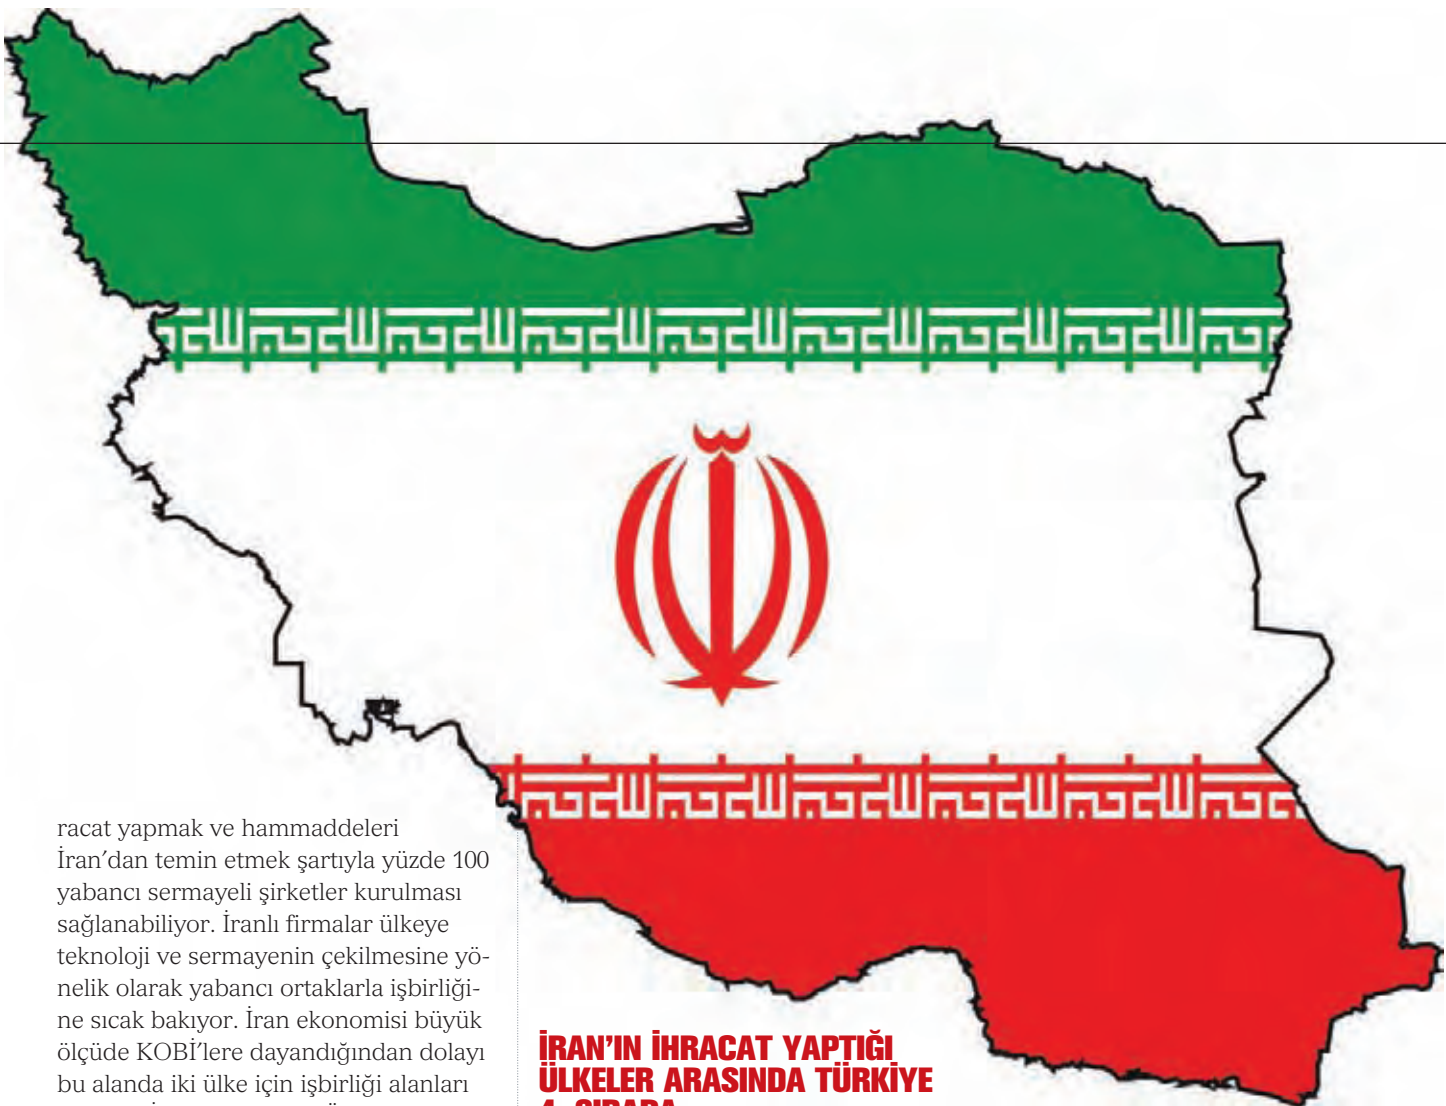 racat yapmak ve hammaddeleri
İran’dan temin etmek şartıyla yüzde 100
yabancı sermayeli şirketler kurulması
sağlanabiliyor. İranlı firmalar ülkeye
teknoloji ve sermayenin çekilmesine yö-
nelik olarak yabancı ortaklarla işbirliği-
ne sıcak bakıyor. İran ekonomisi büyük
ölçüde KOBİ’lere dayandığından dolayı
bu alanda iki ülke için işbirliği alanları
İRAN’IN İHRACAT YAPTIĞI
ÜLKELER ARASINDA TÜRKİYE
4. SIRADA